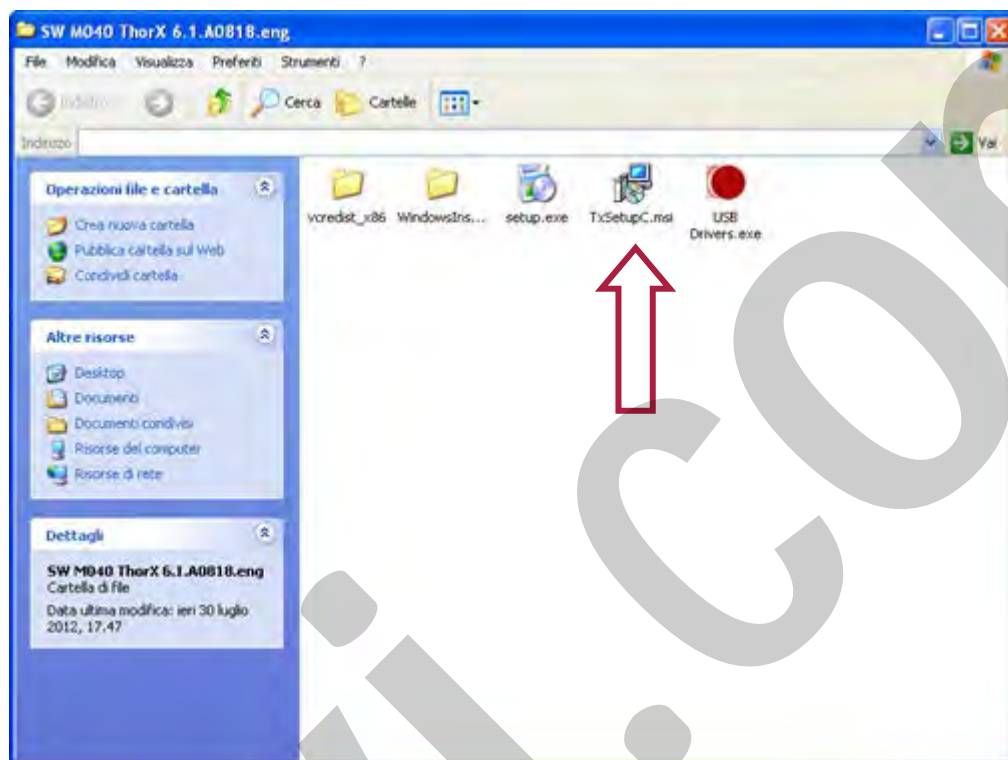 SW M040 ThorX 6.1.A0818.eng
File Modifica Visualizza Preferiti Strumenti ?
Indietro Cerca Cartelle
Indirizzo Vai
Operazioni file e cartella
Crea nuova cartella
Pubblica cartella sul Web
Condividi cartella
Altre risorse
Desktop
Documenti
Documenti condivisi
Risorse del computer
Risorse di rete
Dettagli
SW M040 ThorX 6.1.A0818.eng
Cartella di file
Data ultima modifica: ieri 30 luglio
2012, 17.47
vcredist_x86 WindowsIns... setup.exe TxSetupC.msi USB
Drivers.exe